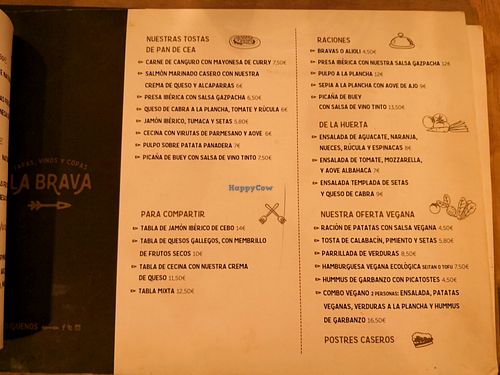 TAPAS, VINOS Y COPAS
LA BRAVA
NUESTRAS TOSTAS
DE PAN DE CEA
CARNE DE CANGURO CON MAYONESA DE CURRY 7,50€
SALMÓN MARINADO CASERO CON NUESTRA
CREMA DE QUESO Y ALCAPARRAS 6€
PRESA IBÉRICA CON SALSA GAZPACHA 6,50€
QUESO DE CABRA A LA PLANCHA, TOMATE Y RÚCULA 6€
JAMÓN IBÉRICO, TUMACA Y SETAS 5,80€
CECINA CON VIRUTAS DE PARMESANO Y AOVE 6€
PULPO SOBRE PATATA PANADERA 7€
PICAÑA DE BUEY CON SALSA DE VINO TINTO 7,50€
HappyCow
PARA COMPARTIR
TABLA DE JAMÓN IBÉRICO DE CEBO 14€
TABLA DE QUESOS GALLEGOS, CON MEMBRILLO
DE FRUTOS SECOS 10€
TABLA DE CECINA CON NUESTRA CREMA
DE QUESO 11,50€
TABLA MIXTA 12,50€
RACIONES
BRAVAS O ALIOLI 4,50€
PRESA IBÉRICA CON NUESTRA SALSA GAZPACHA 12€
PULPO A LA PLANCHA 12€
SEPIA A LA PLANCHA CON AOVE DE AJO 9€
PICAÑA DE BUEY
CON SALSA DE VINO TINTO 13,50€
DE LA HUERTA
ENSALADA DE AGUACATE, NARANJA,
NUECES, RÚCULA Y ESPINACAS 8€
ENSALADA DE TOMATE, MOZZARELLA,
Y AOVE ALBAHACA 7€
ENSALADA TEMPLADA DE SETAS
Y QUESO DE CABRA 9€
NUESTRA OFERTA VEGANA
RACIÓN DE PATATAS CON SALSA VEGANA 4,50€
TOSTA DE CALABACÍN, PIMIENTO Y SETAS 5,80€
PARRILLADA DE VERDURAS 8,50€
HAMBURGUESA VEGANA ECOLÓGICA SEITAN O TOFU 7,50€
HUMMUS DE GARBANZO CON PICATOSTES 4,50€
COMBO VEGANO 2 PERSONAS: ENSALADA, PATATAS
VEGANAS, VERDURAS A LA PLANCHA Y HUMMUS
DE GARBANZO 16,50€
POSTRES CASEROS